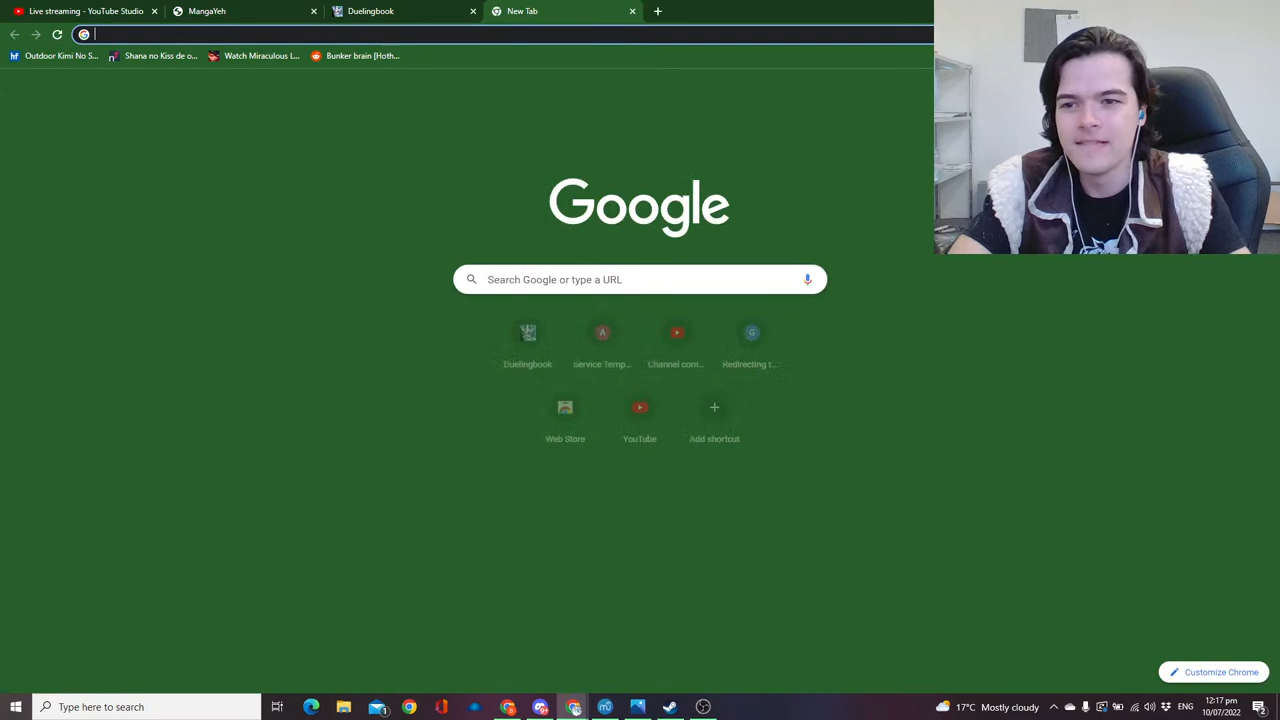 Live streaming - YouTube Studio
MangaYeh
Duelingbook
New Tab
Outdoor Kimi No S...
Shana no Kiss de o...
Watch Miraculous L...
Bunker brain [Hoth...
Google
Search Google or type a URL
Duelingbook
Service Temp...
Channel cont...
Redirecting t...
Web Store
YouTube
Add shortcut
Customize Chrome
Type here to search
17°C Mostly cloudy
ENG
12:17 pm
10/07/2022